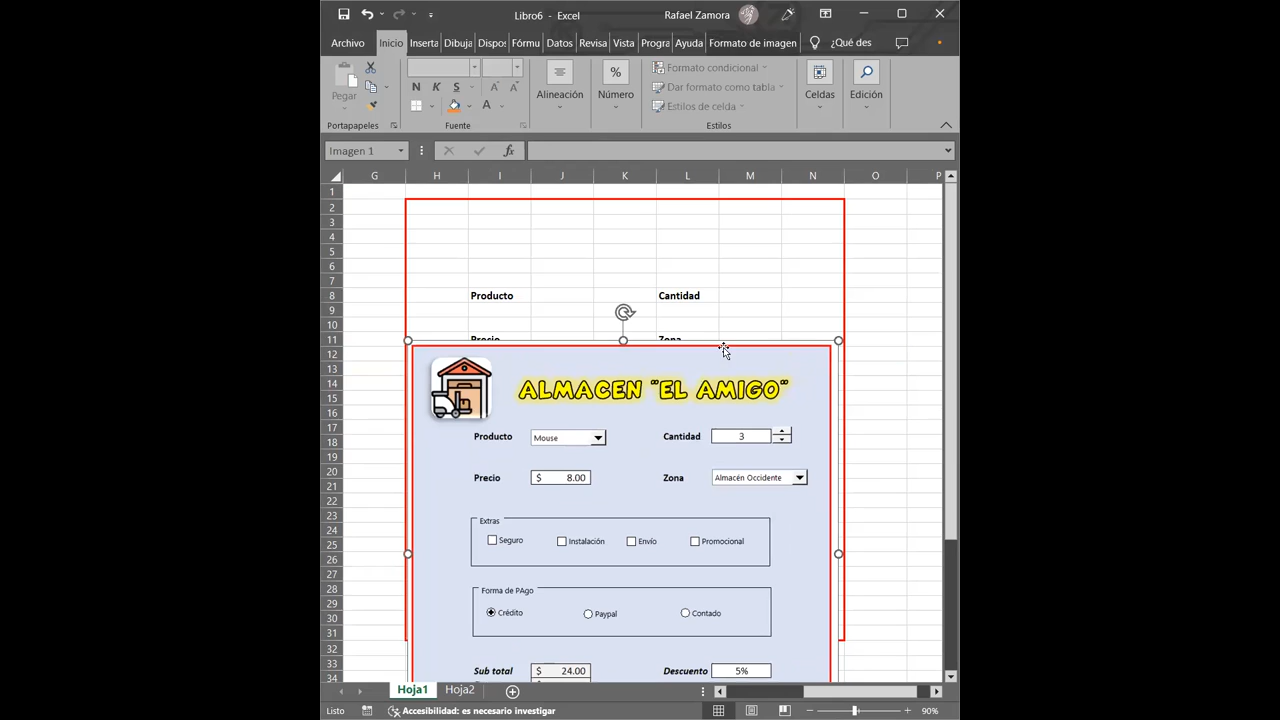 Libro6 - Excel
Rafael Zamora
Archivo Inicio Inserta Dibuja Dispos Fórmu Datos Revisa Vista Progra Ayuda Formato de imagen ¿Qué des
Pegar
N K S A A
A
Alineación
%
Número
Formato condicional
Dar formato como tabla
Estilos de celda
Celdas
Edición
Portapapeles Fuente Estilos
Imagen 1 fx
G H I J K L M N O P
1
2
3
4
5
6
7
8 Producto Cantidad
9
10
11 Precio Zona
12
13
14
15
16
17
18
19
20
21
22
23
24
25
26
27
28
29
30
31
32
33
34
ALMACEN "EL AMIGO"
Producto Mouse Cantidad 3
Precio $ 8.00 Zona Almacén Occidente
Extras
Seguro Instalación Envío Promocional
Forma de PAgo
Crédito Paypal Contado
Sub total $ 24.00 Descuento 5%
Hoja1 Hoja2
Listo Accesibilidad: es necesario investigar 90%